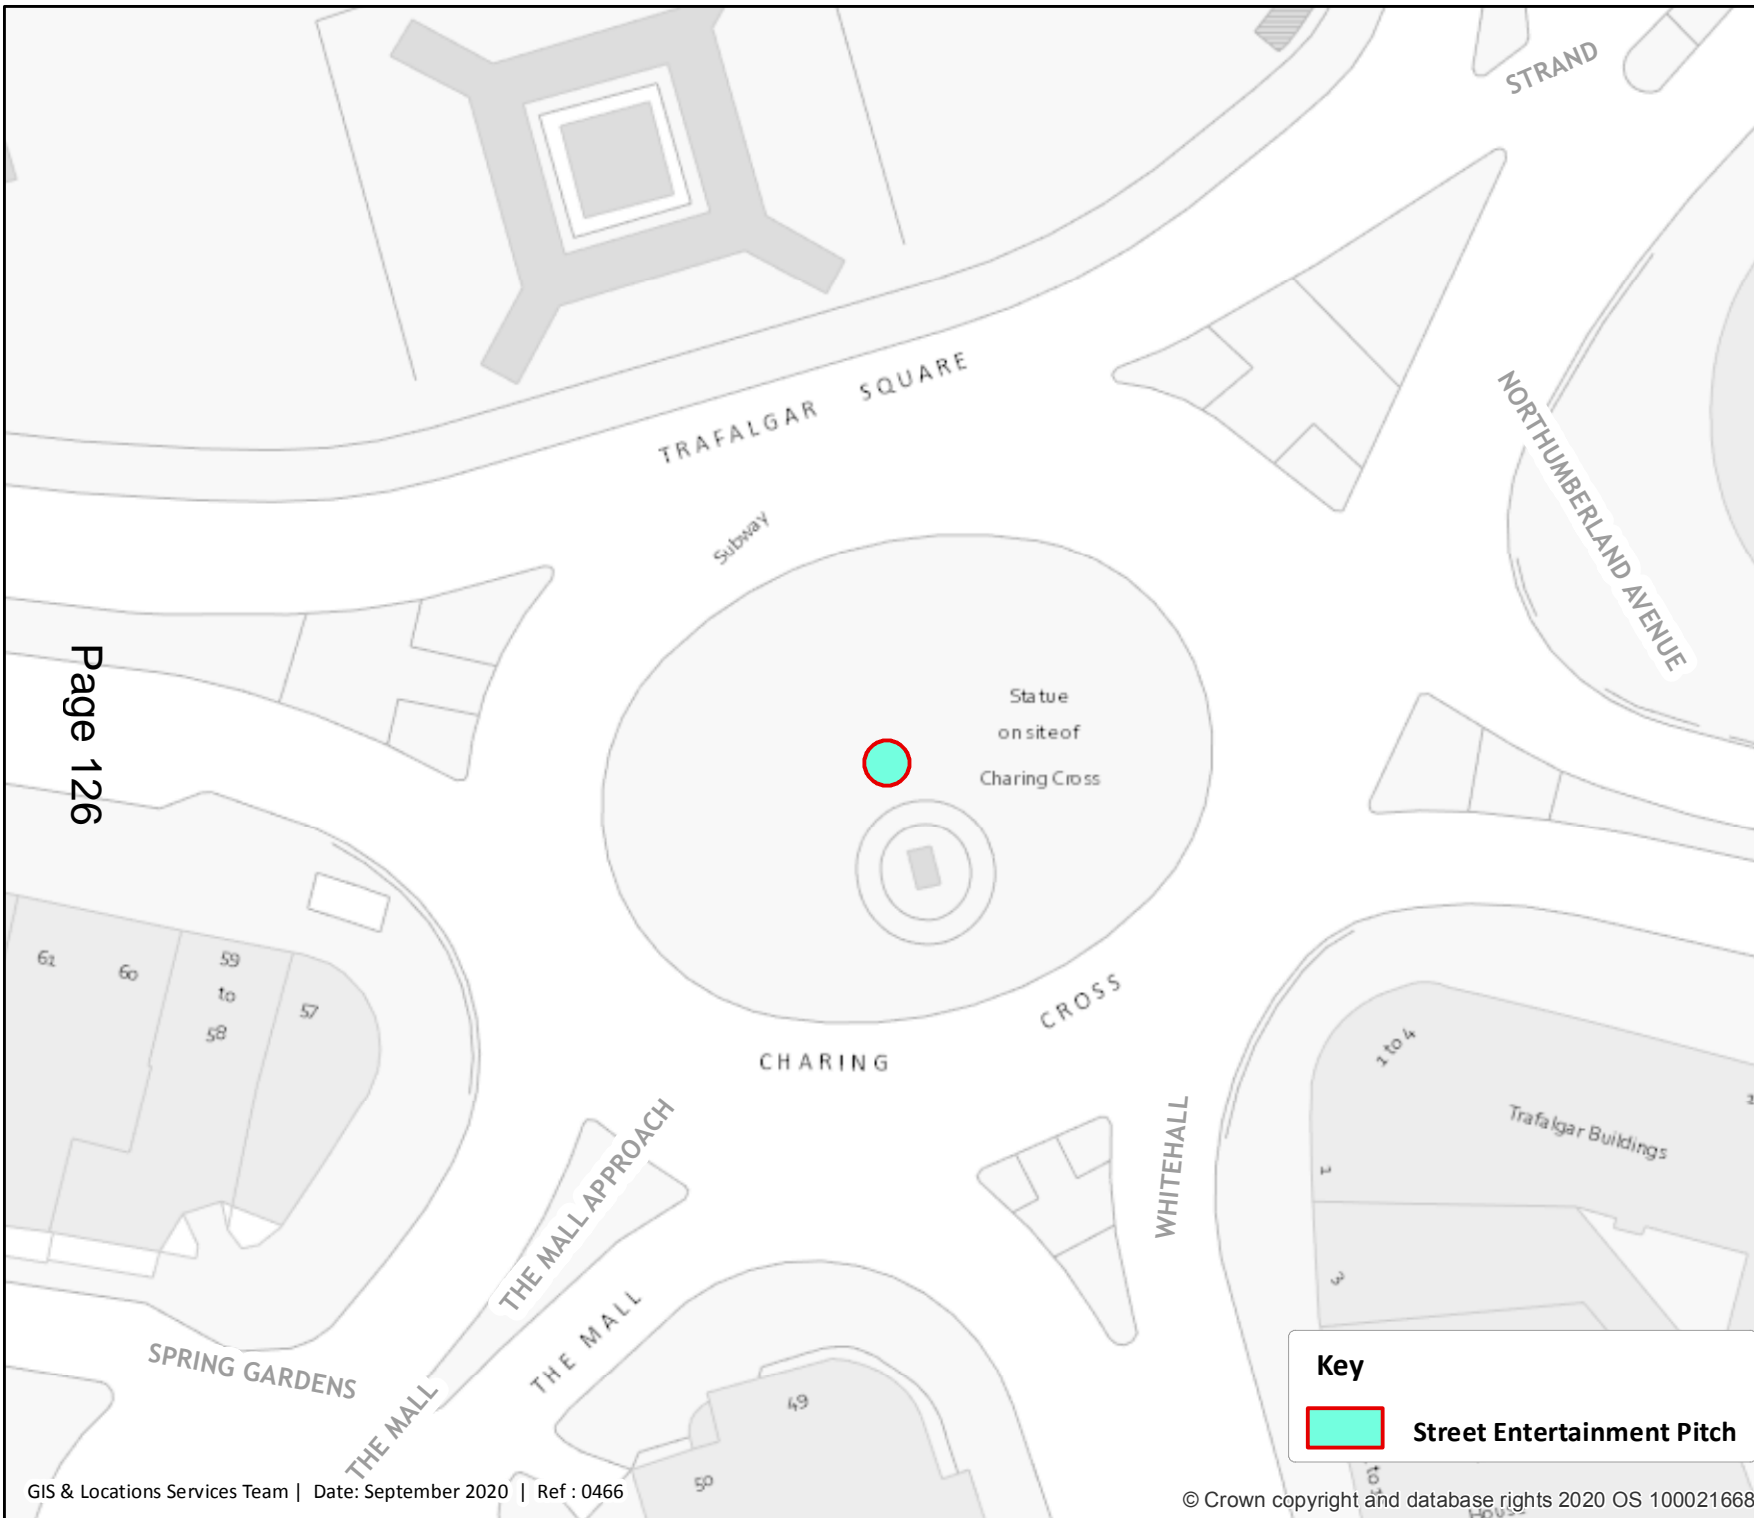 STRAND
TRAFALGAR SQUARE
NORTHUMBERLAND AVENUE
Subway
Page 126
Statue
on site of
Charing Cross
61
60
59
to
58
57
CHARING CROSS
1 to 4
Trafalgar Buildings
1
3
WHITEHALL
THE MALL APPROACH
THE MALL
SPRING GARDENS
THE MALL
49
50
Key
Street Entertainment Pitch
to
GIS & Locations Services Team | Date: September 2020 | Ref : 0466
© Crown copyright and database rights 2020 OS 100021668